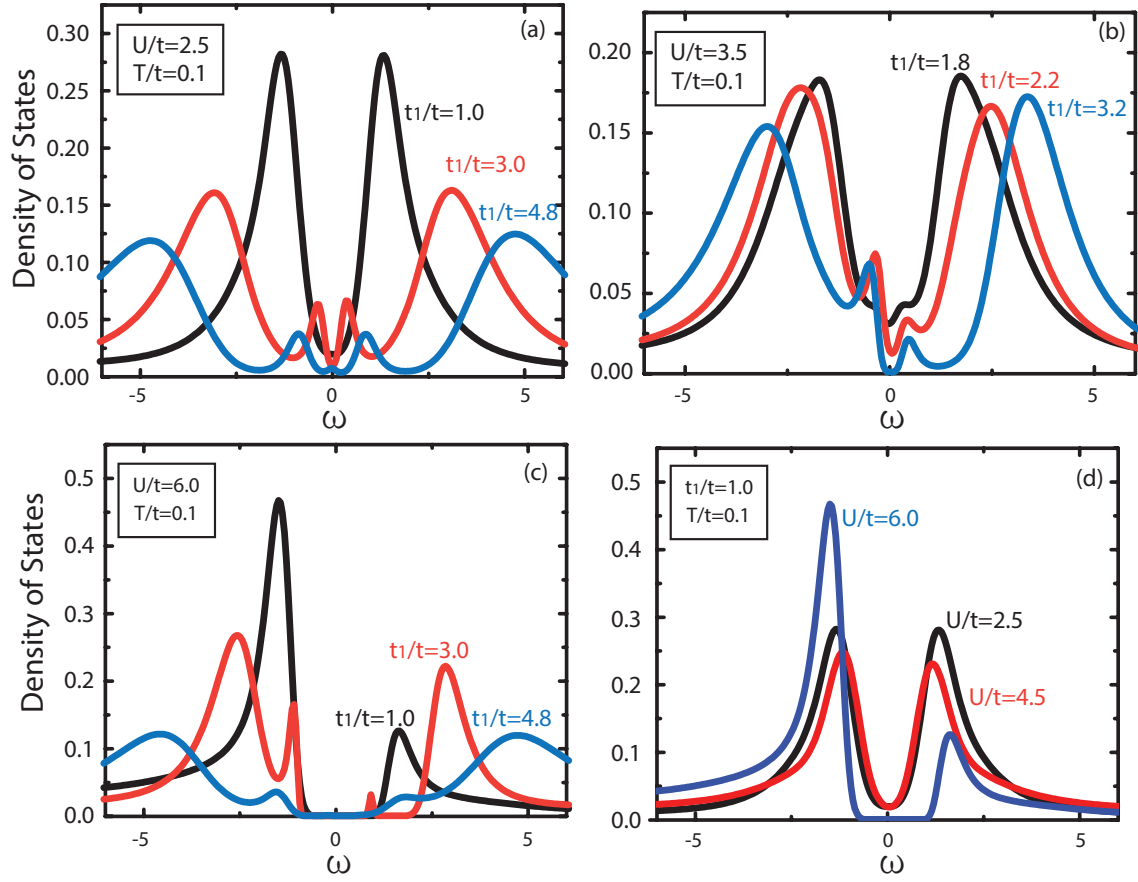 (a)
U/t=2.5
T/t=0.1
t1/t=1.0
t1/t=3.0
t1/t=4.8
Density of States
0.30
0.25
0.20
0.15
0.10
0.05
0.00
-5
0
5
ω
(b)
U/t=3.5
T/t=0.1
t1/t=1.8
t1/t=2.2
t1/t=3.2
0.20
0.15
0.10
0.05
0.00
-5
0
5
ω
(c)
U/t=6.0
T/t=0.1
t1/t=3.0
t1/t=1.0
t1/t=4.8
Density of States
0.5
0.4
0.3
0.2
0.1
0.0
-5
0
5
ω
(d)
t1/t=1.0
T/t=0.1
U/t=6.0
U/t=2.5
U/t=4.5
0.5
0.4
0.3
0.2
0.1
0.0
-5
0
5
ω